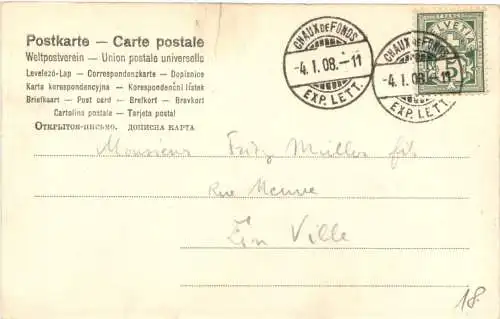 Postkarte — Carte postale
Weltpostverein — Union postale universelle
Levelező-Lap — Correspondenzkarte — Dopisnice
Karta korespondencyjna — Korespondenční lístek
Briefkaart — Post card — Brefkort — Brevkort
Cartolina postale — Tarjeta postal
Открытое письмо. Дописна карта
CHAUX DE FONDS
-4.I.08.–11
EXP. LETT.
CHAUX DE FONDS
-4.I.08.–11
EXP. LETT.
FRANCO
HELVETIA
5
Monsieur Fritz Müller fils
Rue Neuve
En Ville
18.